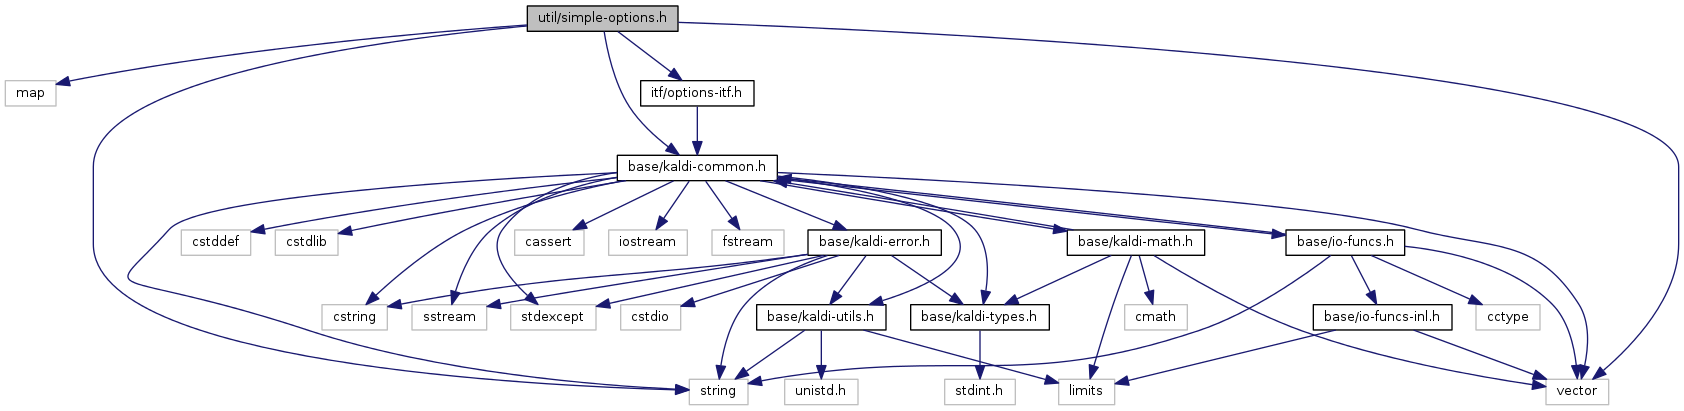 util/simple-options.h
map
itf/options-itf.h
base/kaldi-common.h
cstddef
cstdlib
cassert
iostream
fstream
base/kaldi-error.h
base/kaldi-math.h
base/io-funcs.h
cstring
sstream
stdexcept
cstdio
base/kaldi-utils.h
base/kaldi-types.h
cmath
base/io-funcs-inl.h
cctype
string
unistd.h
stdint.h
limits
vector